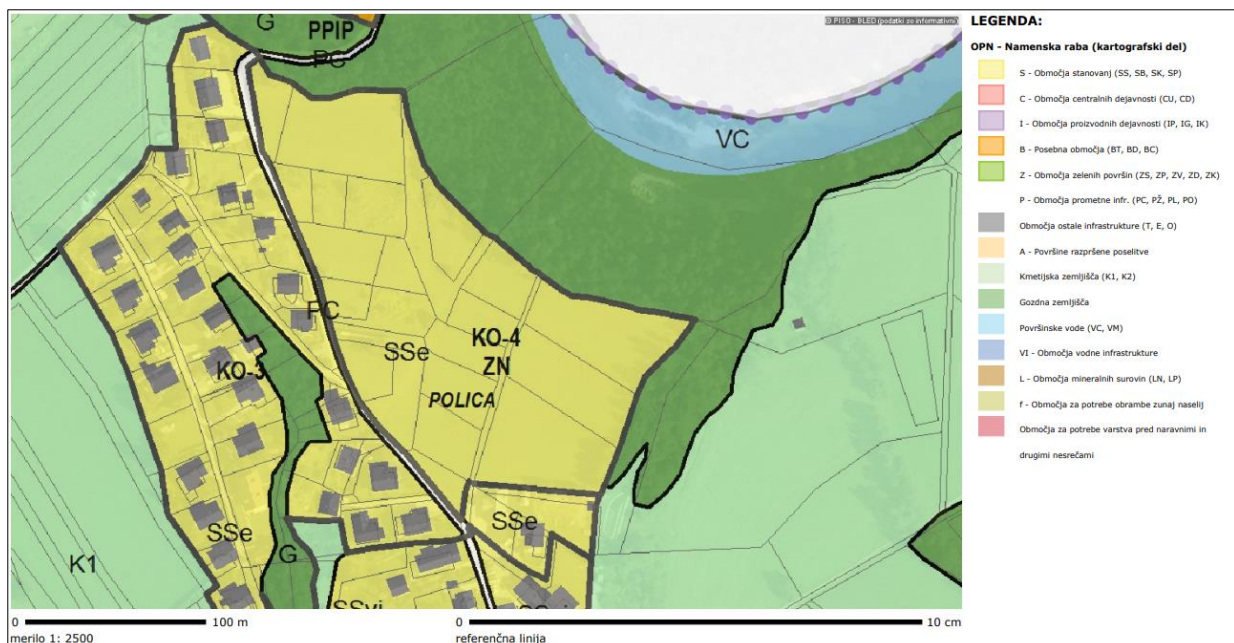 © PISO - BLED (podatki so informativni)
G
PPIP
PC
VC
PC
KO-4
ZN
SSe
POLICA
KO-3
SSe
SSe
G
K1
SSvi
LEGENDA:
OPN - Namenska raba (kartografski del)
S - Območja stanovanj (SS, SB, SK, SP)
C - Območja centralnih dejavnosti (CU, CD)
I - Območja proizvodnih dejavnosti (IP, IG, IK)
B - Posebna območja (BT, BD, BC)
Z - Območja zelenih površin (ZS, ZP, ZV, ZD, ZK)
P - Območja prometne infr. (PC, PŽ, PL, PO)
Območja ostale infrastrukture (T, E, O)
A - Površine razpršene poselitve
Kmetijska zemljišča (K1, K2)
Gozdna zemljišča
Površinske vode (VC, VM)
VI - Območja vodne infrastrukture
L - Območja mineralnih surovin (LN, LP)
f - Območja za potrebe obrambe zunaj naselij
Območja za potrebe varstva pred naravnimi in
drugimi nesrečami
0 100 m
merilo 1: 2500
0 10 cm
referenčna linija